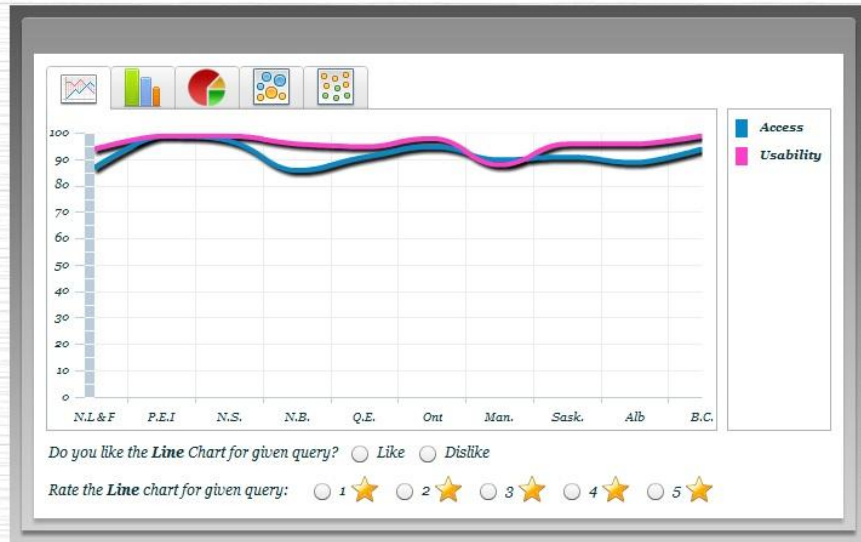 Access
Usability
100
90
80
70
60
50
40
30
20
10
0
N.L & F P.E.I N.S. N.B. Q.E. Ont Man. Sask. Alb B.C.
Do you like the Line Chart for given query? Like Dislike
Rate the Line chart for given query: 1 2 3 4 5